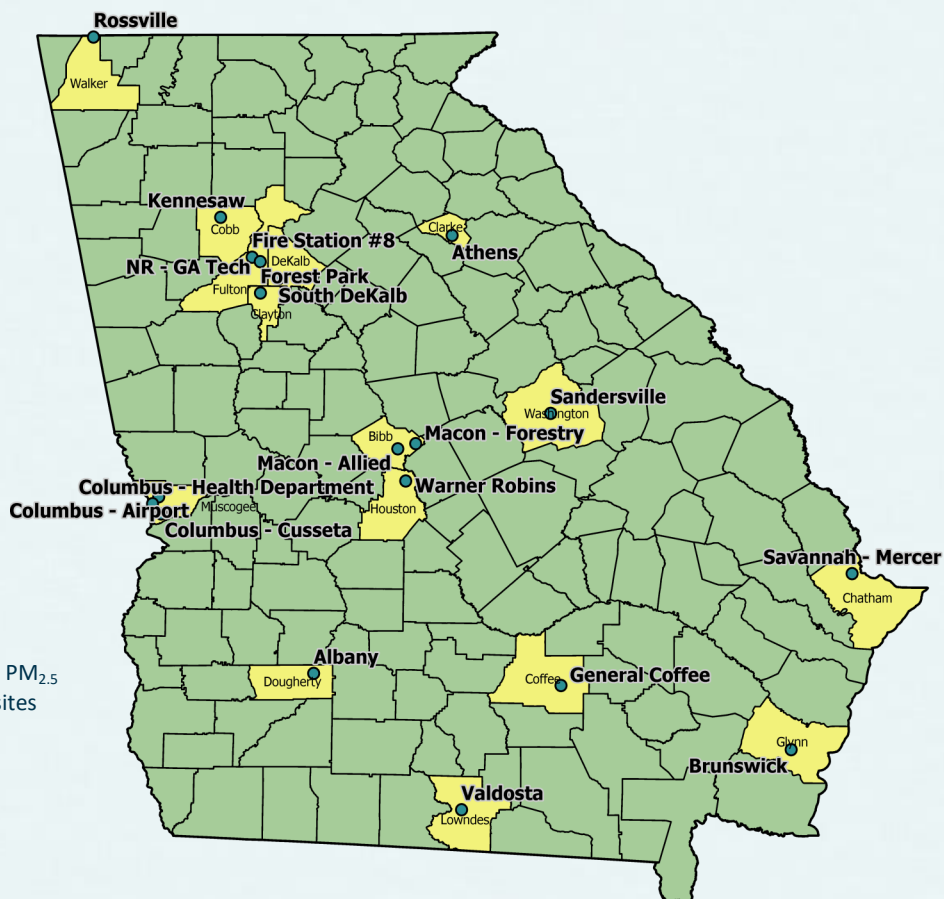 Rossville
Walker
Kennesaw
Cobb
Clarke
Athens
Fire Station #8
DeKalb
NR - GA Tech
Forest Park
Fulton
South DeKalb
Clayton
Sandersville
Washington
Bibb
Macon - Forestry
Macon - Allied
Columbus - Health Department
Warner Robins
Columbus - Airport
Muscogee
Houston
Columbus - Cusseta
Savannah - Mercer
Chatham
Albany
PM2.5
sites
Dougherty
Coffee
General Coffee
Glynn
Brunswick
Valdosta
Lowndes